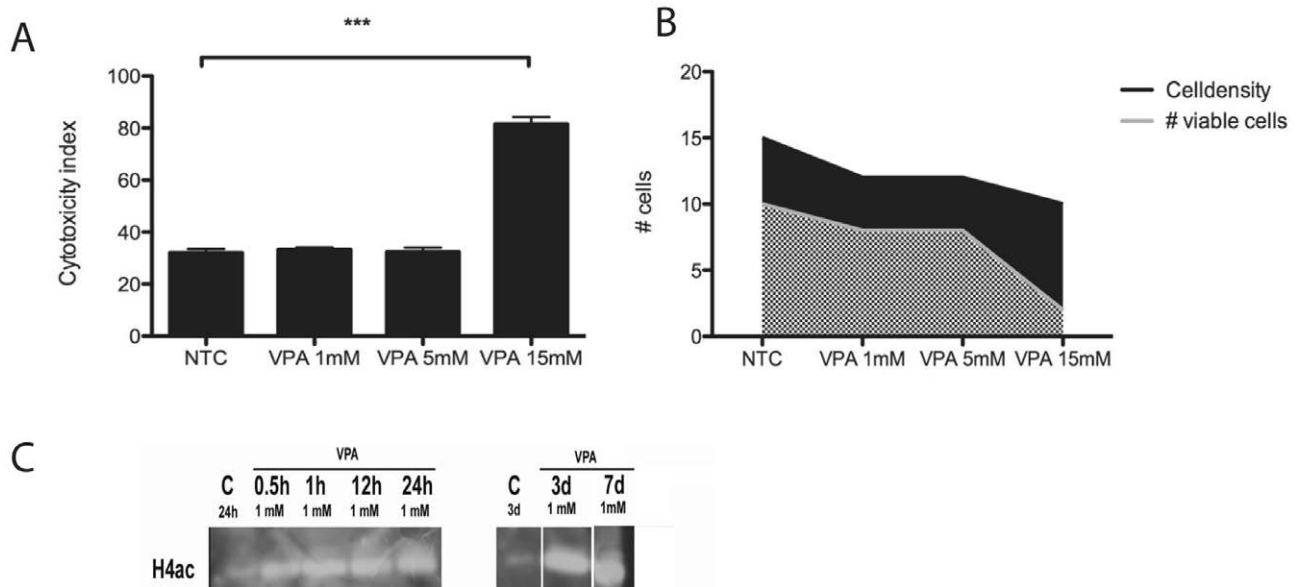 A
***
Cytotoxicity index
100
80
60
40
20
0
NTC VPA 1mM VPA 5mM VPA 15mM
B
# cells
20
15
10
5
0
NTC VPA 1mM VPA 5mM VPA 15mM
Celldensity
# viable cells
C
VPA
C 0.5h 1h 12h 24h
24h 1 mM 1 mM 1 mM 1 mM
VPA
C 3d 7d
3d 1 mM 1mM
H4ac